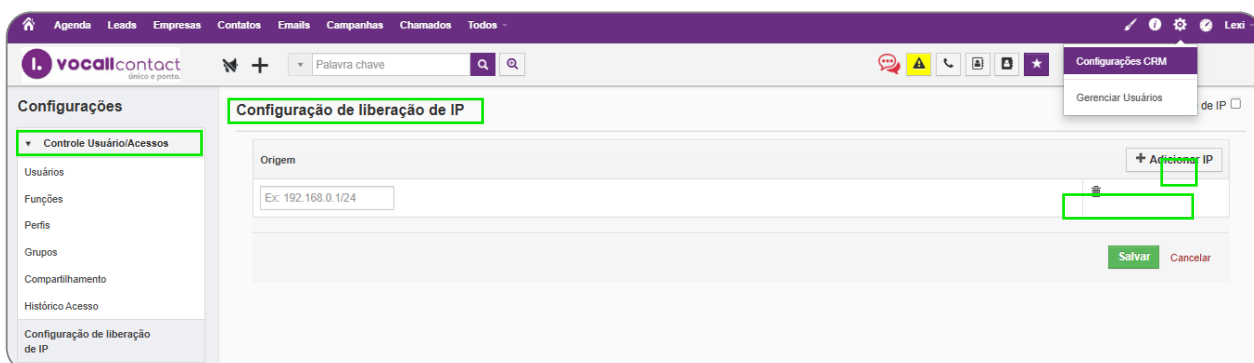 Agenda Leads Empresas Contatos Emails Campanhas Chamados Todos Lexi
vocallcontact
único e ponto.
Palavra chave
Configurações CRM
Gerenciar Usuários
de IP
Configurações
Configuração de liberação de IP
Controle Usuário/Acessos
Usuários
Funções
Perfis
Grupos
Compartilhamento
Histórico Acesso
Configuração de liberação
de IP
Origem
Adicionar IP
Ex: 192.168.0.1/24
Salvar Cancelar